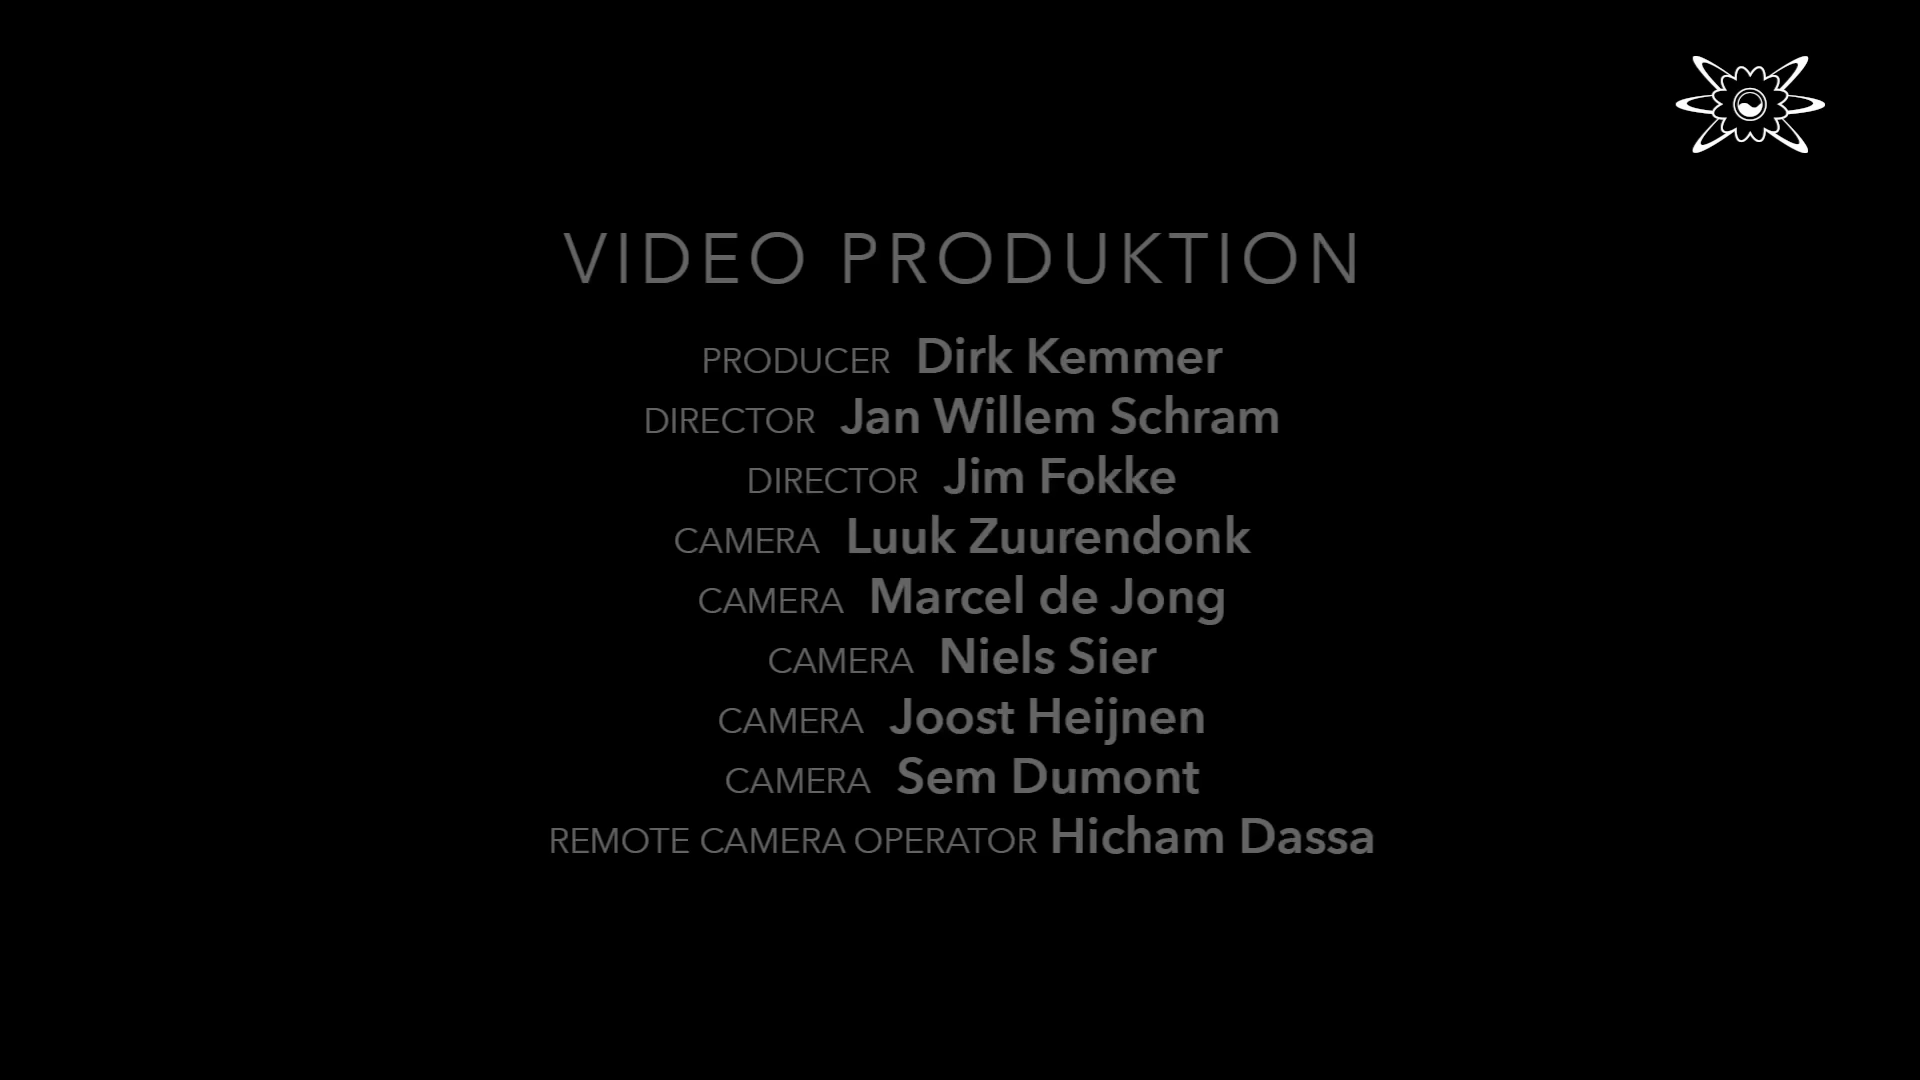 VIDEO PRODUKTION
PRODUCER Dirk Kemmer
DIRECTOR Jan Willem Schram
DIRECTOR Jim Fokke
CAMERA Luuk Zuurendonk
CAMERA Marcel de Jong
CAMERA Niels Sier
CAMERA Joost Heijnen
CAMERA Sem Dumont
REMOTE CAMERA OPERATOR Hicham Dassa